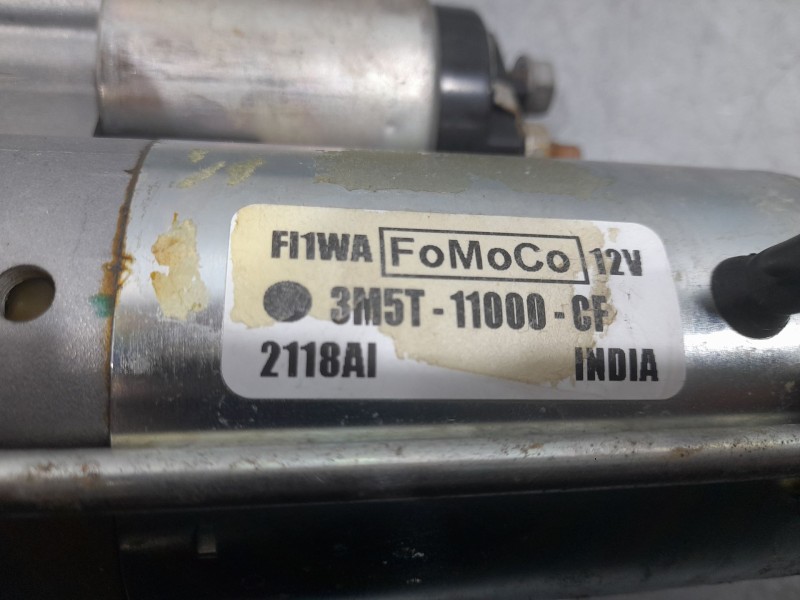 FI1WA FoMoCo 12V
3M5T - 11000 - CF
2118AI INDIA